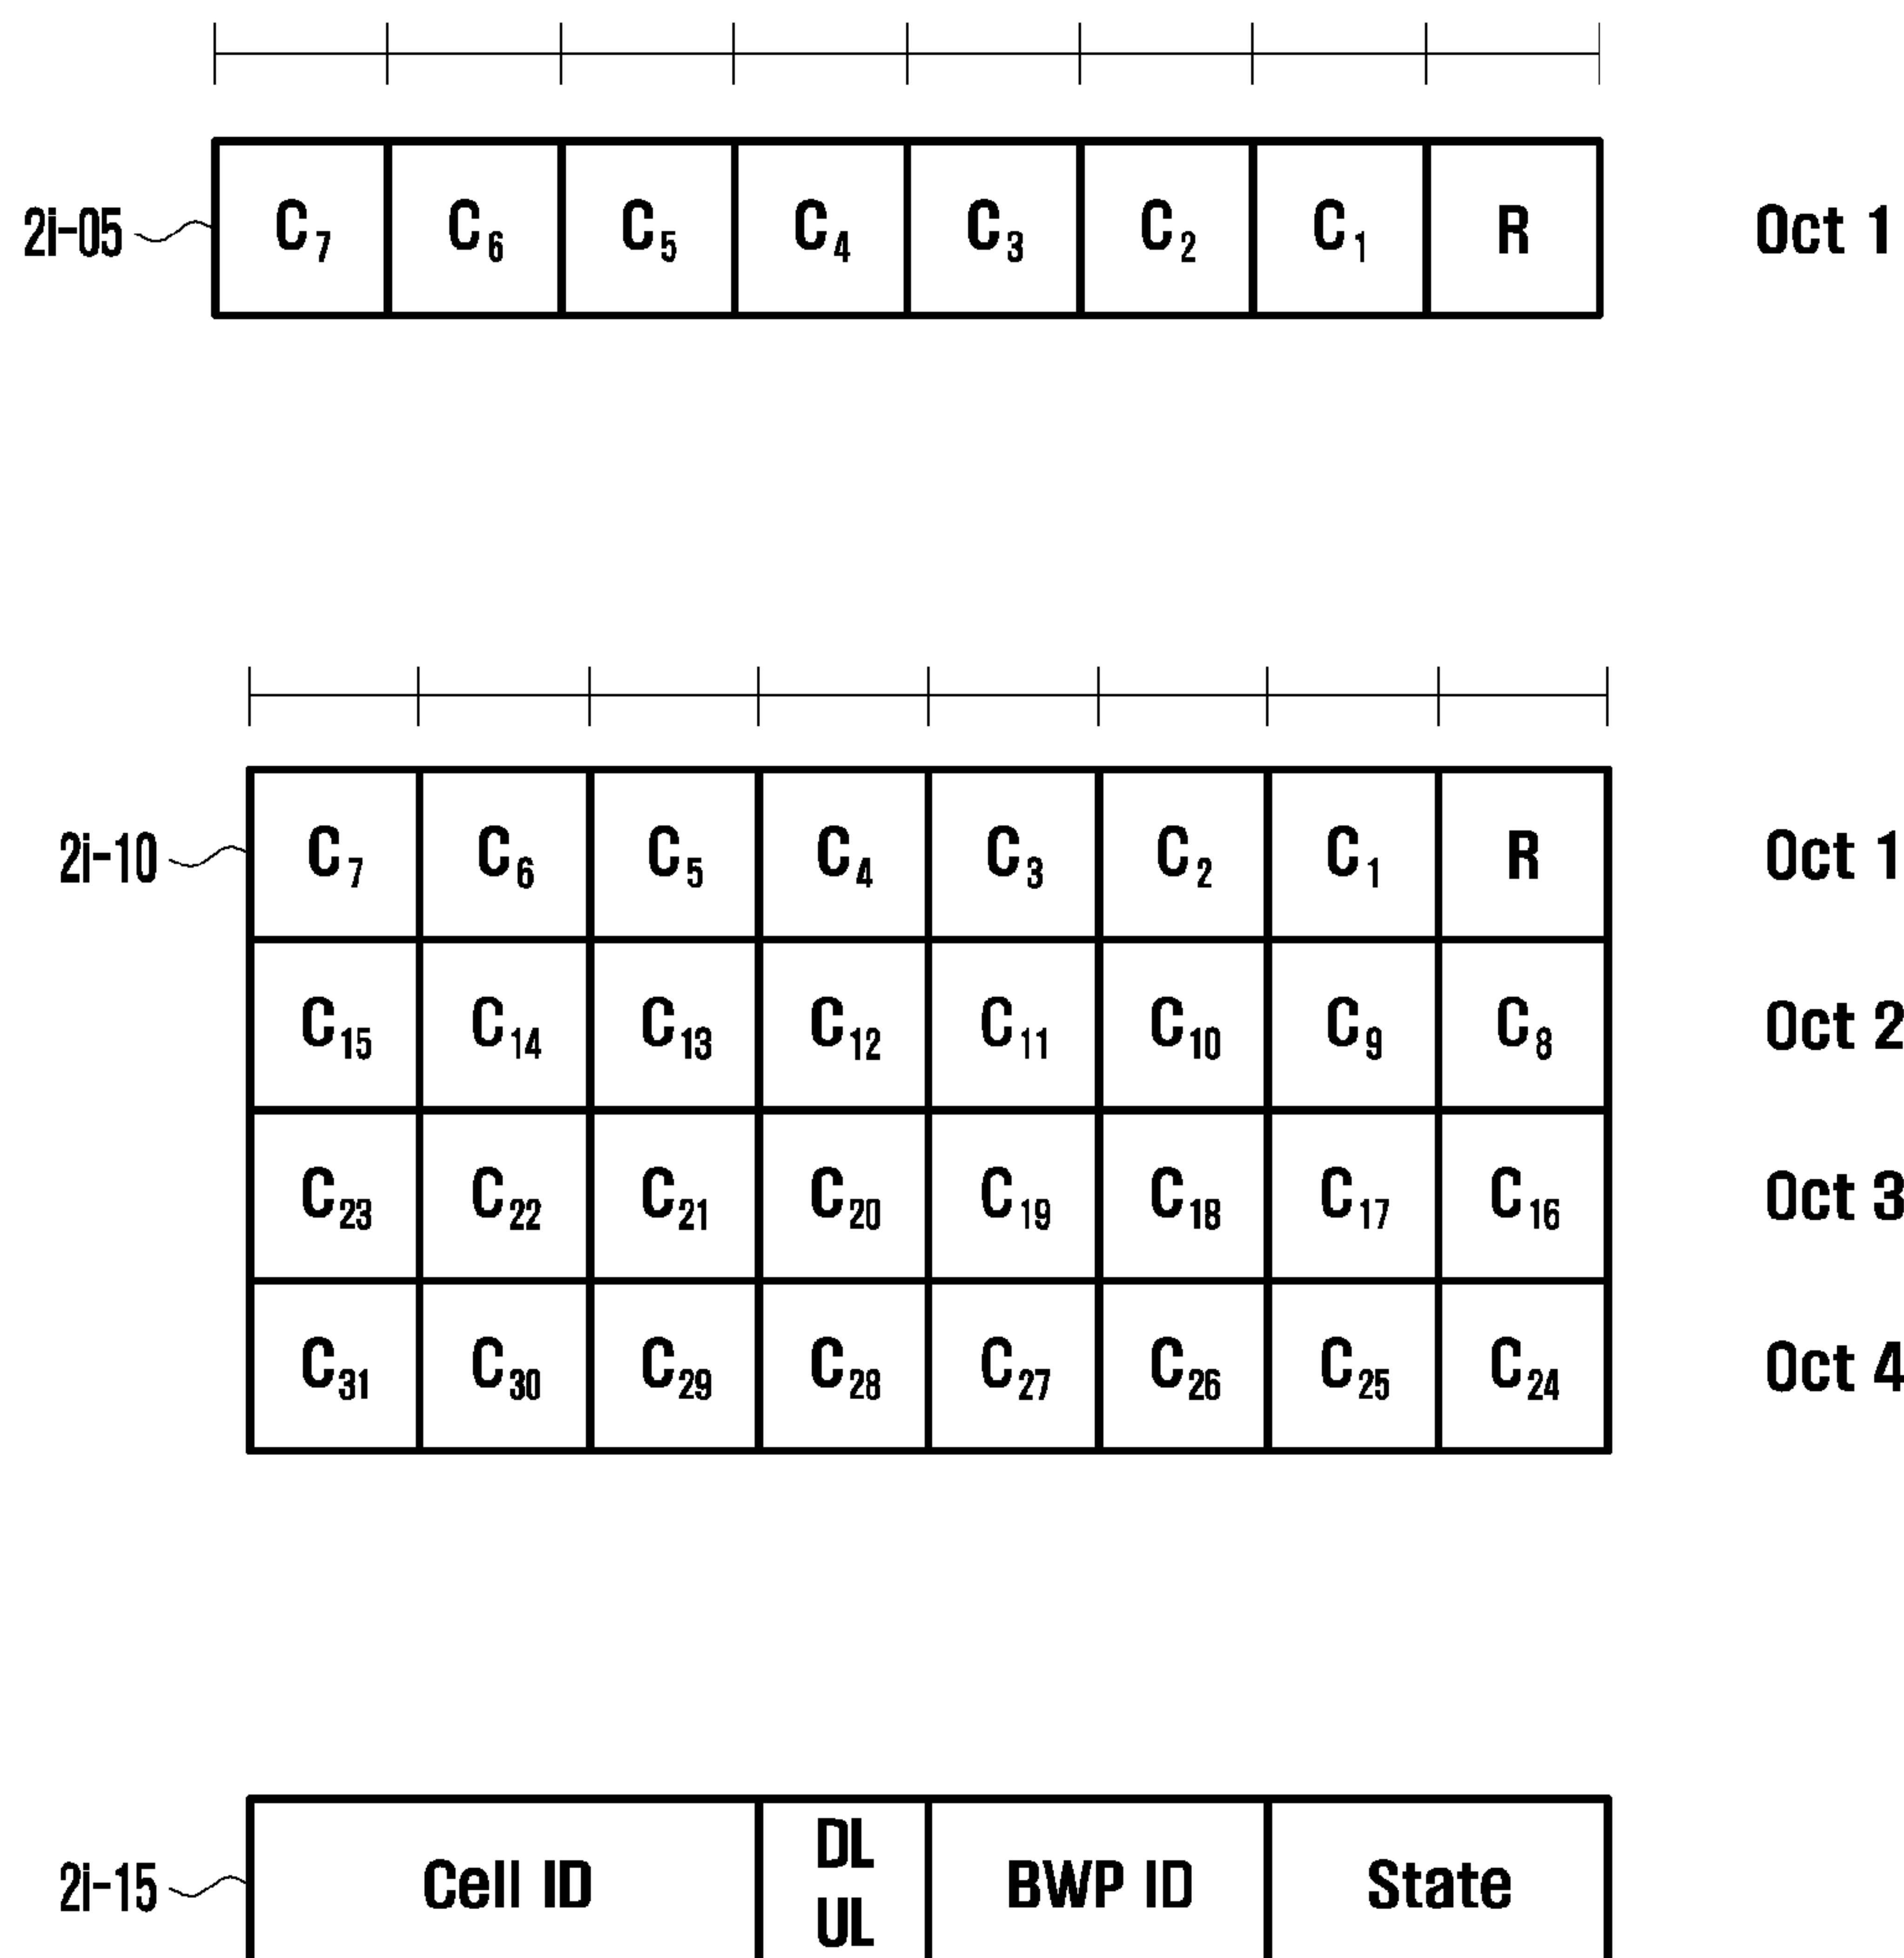 2i-05 C7 C6 C5 C4 C3 C2 C1 R Oct 1
2i-10 C7 C6 C5 C4 C3 C2 C1 R Oct 1
C15 C14 C13 C12 C11 C10 C9 C8 Oct 2
C23 C22 C21 C20 C19 C18 C17 C16 Oct 3
C31 C30 C29 C28 C27 C26 C25 C24 Oct 4
2i-15 Cell ID DL UL BWP ID State